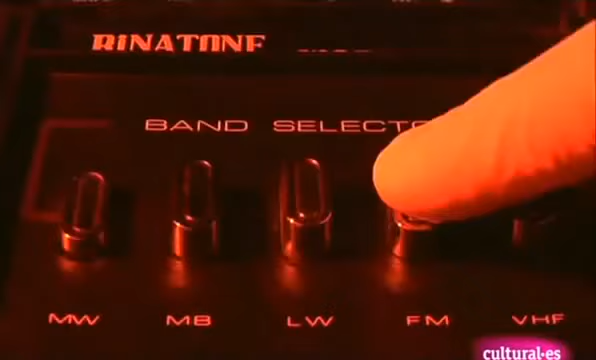 BINATONE
BAND SELECTO
MW MB LW FM VHF
cultural·es